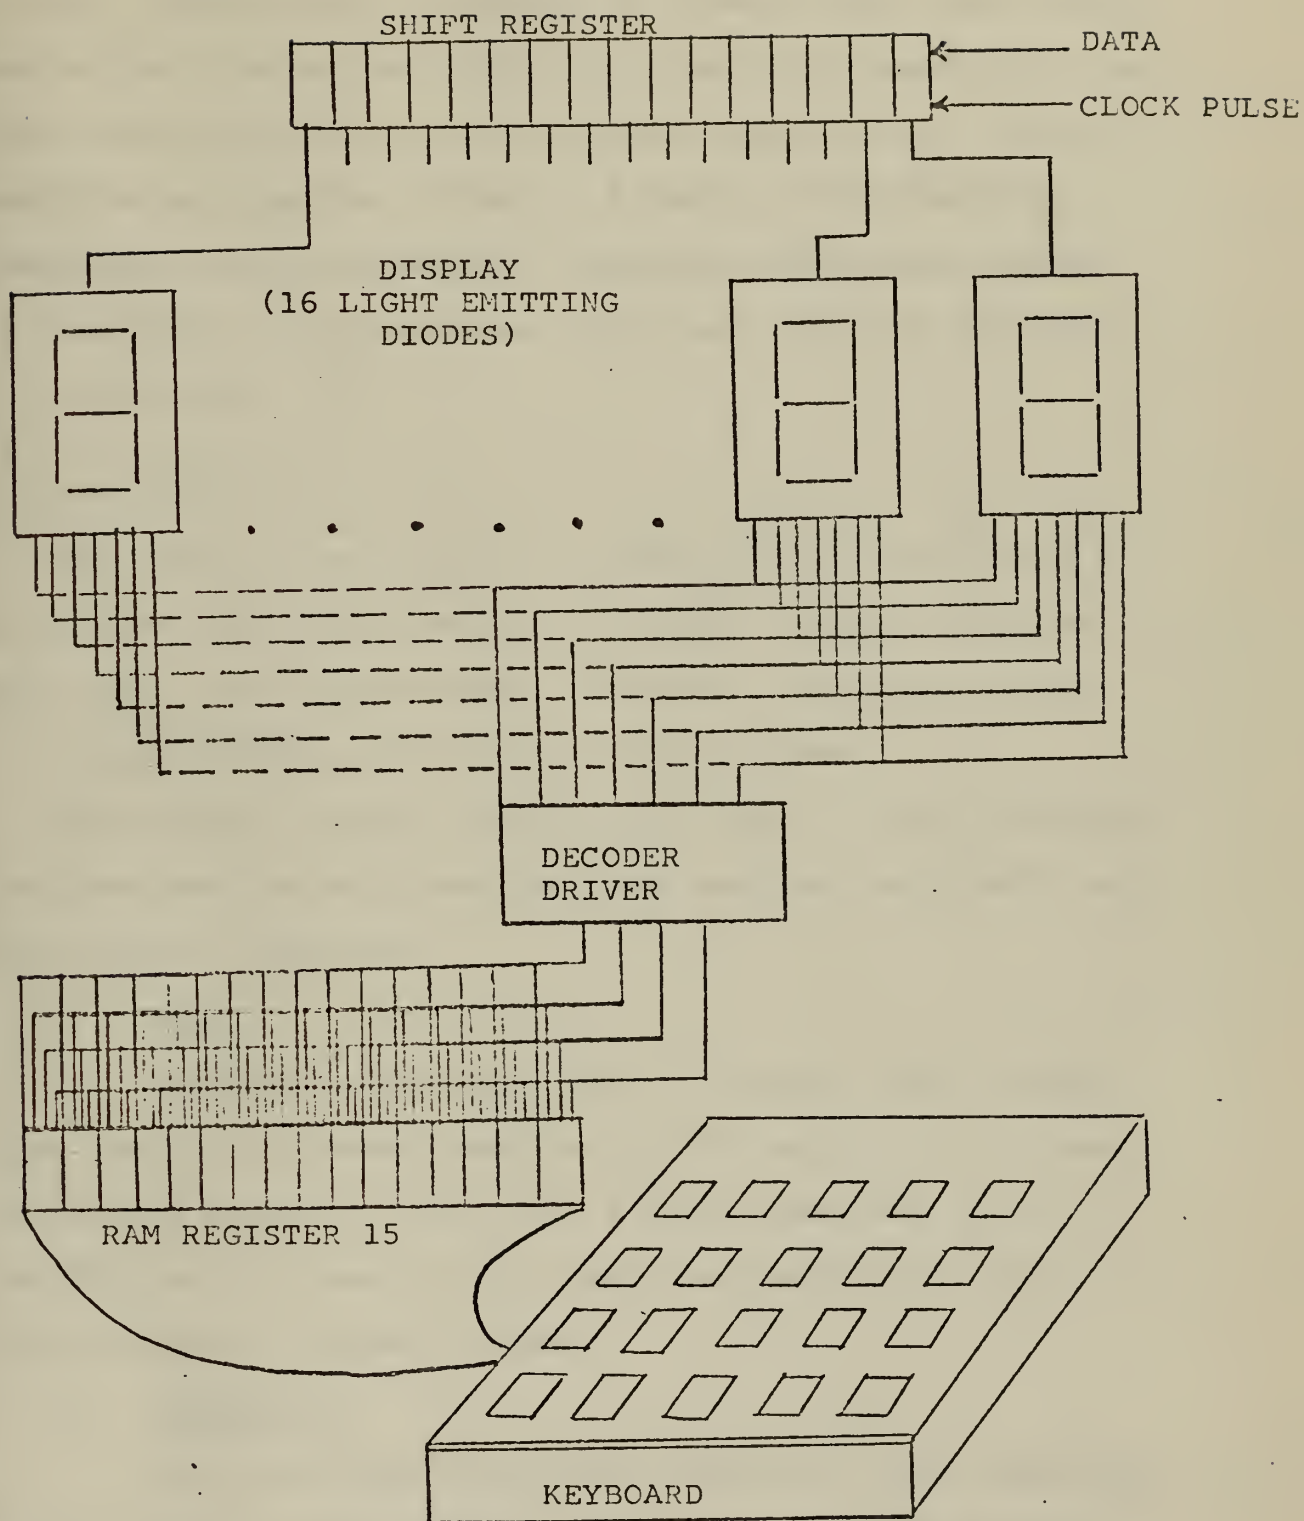 SHIFT REGISTER
DATA
CLOCK PULSE
DISPLAY
(16 LIGHT EMITTING
DIODES)
DECODER
DRIVER
RAM REGISTER 15
KEYBOARD